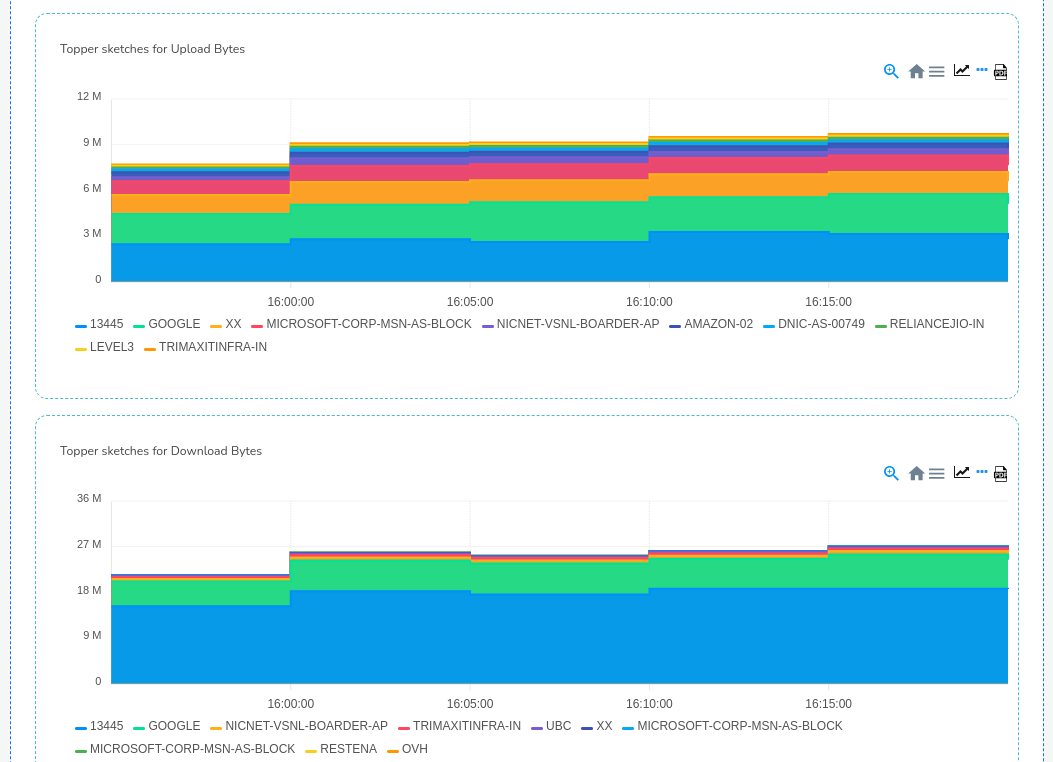 Topper sketches for Upload Bytes
PDF
12 M
9 M
6 M
3 M
0
16:00:00 16:05:00 16:10:00 16:15:00
13445 GOOGLE XX MICROSOFT-CORP-MSN-AS-BLOCK NICNET-VSNL-BOARDER-AP AMAZON-02 DNIC-AS-00749 RELIANCEJIO-IN
LEVEL3 TRIMAXITINFRA-IN
Topper sketches for Download Bytes
PDF
36 M
27 M
18 M
9 M
0
16:00:00 16:05:00 16:10:00 16:15:00
13445 GOOGLE NICNET-VSNL-BOARDER-AP TRIMAXITINFRA-IN UBC XX MICROSOFT-CORP-MSN-AS-BLOCK
MICROSOFT-CORP-MSN-AS-BLOCK RESTENA OVH